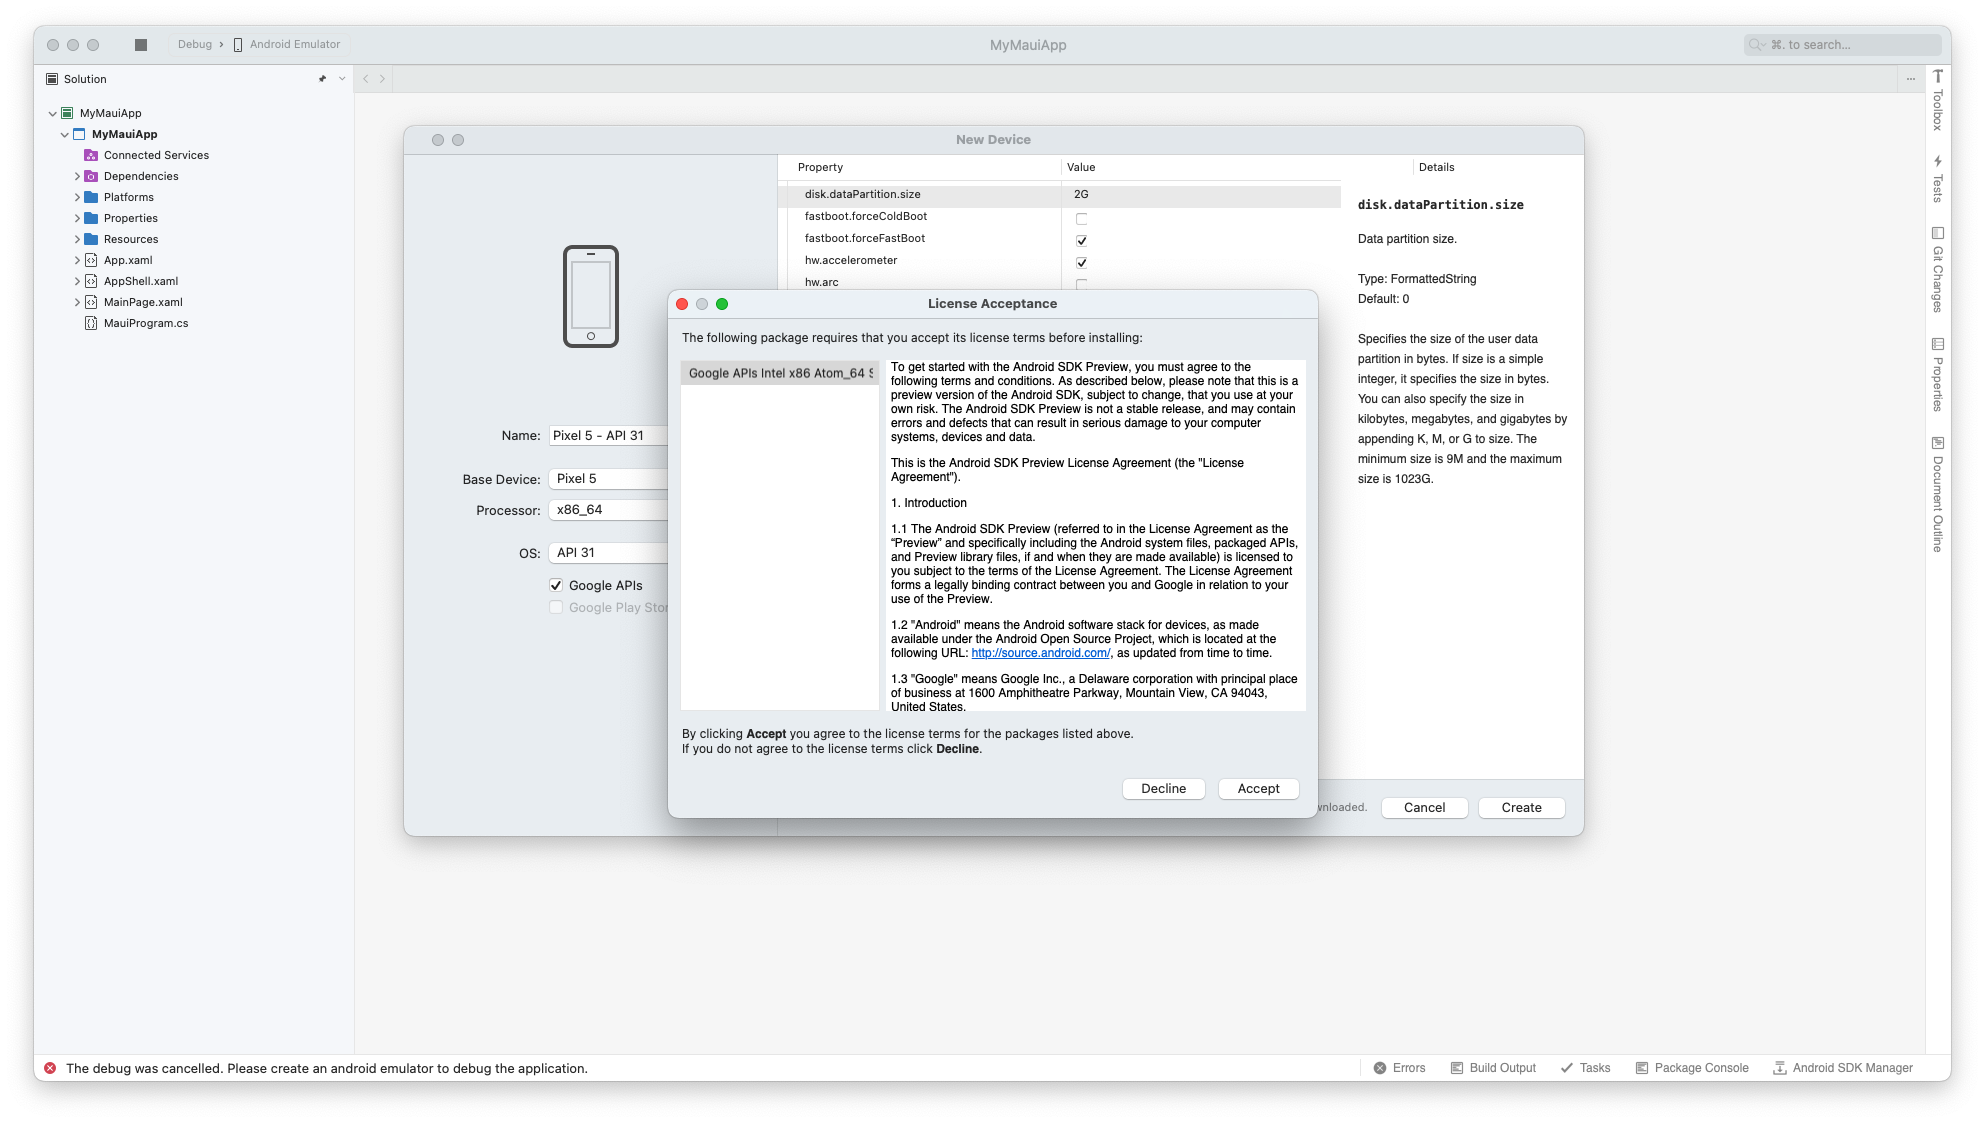 Debug
Android Emulator
MyMauiApp
⌘. to search...
Solution
MyMauiApp
MyMauiApp
Connected Services
Dependencies
Platforms
Properties
Resources
App.xaml
AppShell.xaml
MainPage.xaml
MauiProgram.cs
New Device
Name: Pixel 5 - API 31
Base Device: Pixel 5
Processor: x86_64
OS: API 31
Google APIs
Google Play Stor
Property Value Details
disk.dataPartition.size 2G
fastboot.forceColdBoot
fastboot.forceFastBoot
hw.accelerometer
hw.arc
disk.dataPartition.size
Data partition size.
Type: FormattedString
Default: 0
Specifies the size of the user data
partition in bytes. If size is a simple
integer, it specifies the size in bytes.
You can also specify the size in
kilobytes, megabytes, and gigabytes by
appending K, M, or G to size. The
minimum size is 9M and the maximum
size is 1023G.
License Acceptance
The following package requires that you accept its license terms before installing:
Google APIs Intel x86 Atom_64 S
To get started with the Android SDK Preview, you must agree to the
following terms and conditions. As described below, please note that this is a
preview version of the Android SDK, subject to change, that you use at your
own risk. The Android SDK Preview is not a stable release, and may contain
errors and defects that can result in serious damage to your computer
systems, devices and data.
This is the Android SDK Preview License Agreement (the "License
Agreement").
1. Introduction
1.1 The Android SDK Preview (referred to in the License Agreement as the
“Preview” and specifically including the Android system files, packaged APIs,
and Preview library files, if and when they are made available) is licensed to
you subject to the terms of the License Agreement. The License Agreement
forms a legally binding contract between you and Google in relation to your
use of the Preview.
1.2 "Android" means the Android software stack for devices, as made
available under the Android Open Source Project, which is located at the
following URL: http://source.android.com/, as updated from time to time.
1.3 "Google" means Google Inc., a Delaware corporation with principal place
of business at 1600 Amphitheatre Parkway, Mountain View, CA 94043,
United States.
By clicking Accept you agree to the license terms for the packages listed above.
If you do not agree to the license terms click Decline.
Decline
Accept
wnloaded.
Cancel
Create
Toolbox
Tests
Git Changes
Properties
Document Outline
The debug was cancelled. Please create an android emulator to debug the application.
Errors
Build Output
Tasks
Package Console
Android SDK Manager